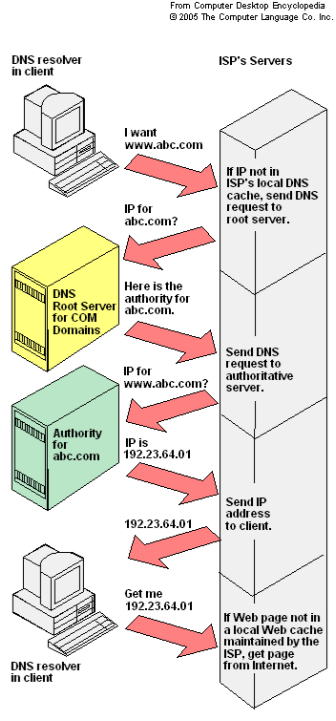 From Computer Desktop Encyclopedia
© 2005 The Computer Language Co. Inc.
DNS resolver
in client
ISP's Servers
I want
www.abc.com
If IP not in
ISP's local DNS
cache, send DNS
request to
root server.
IP for
abc.com?
DNS
Root Server
for COM
Domains
Here is the
authority for
abc.com.
Send DNS
request to
authoritative
server.
IP for
www.abc.com?
Authority
for
abc.com
IP is
192.23.64.01
Send IP
address
to client.
192.23.64.01
Get me
192.23.64.01
If Web page not in
a local Web cache
maintained by the
ISP, get page
from Internet.
DNS resolver
in client